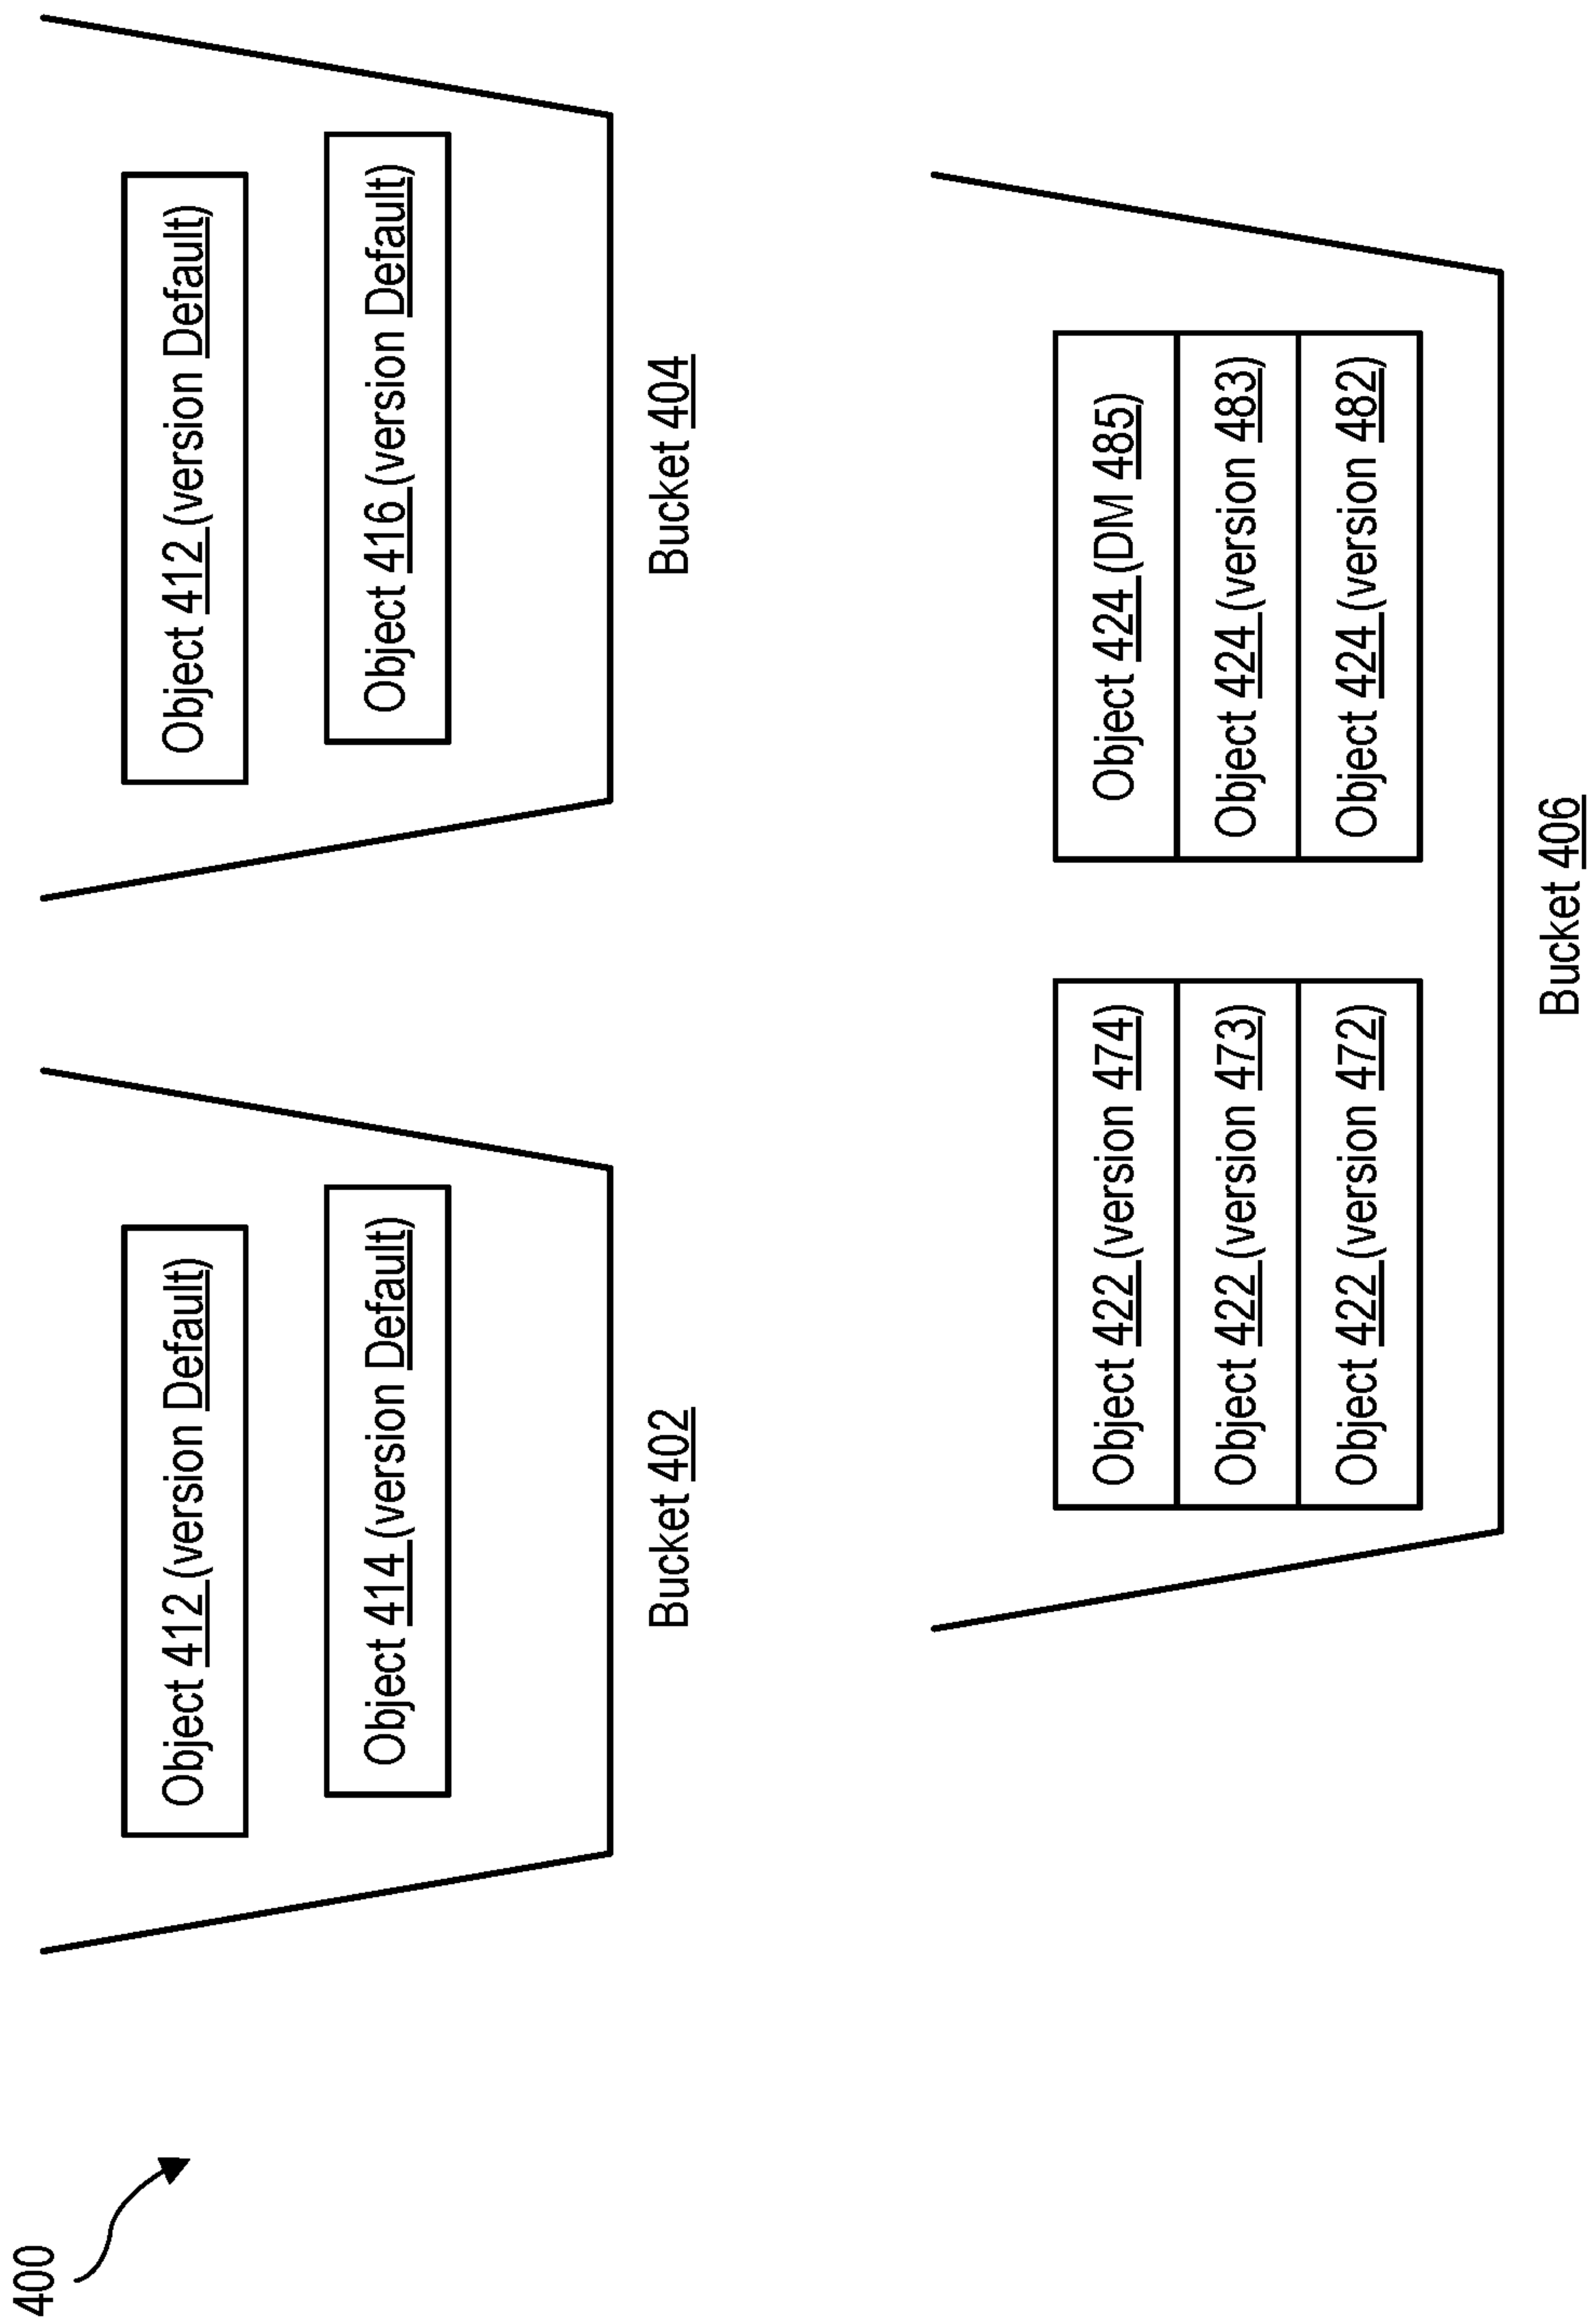 400
Object 412 (version Default)
Object 414 (version Default)
Bucket 402
Object 412 (version Default)
Object 416 (version Default)
Bucket 404
Object 422 (version 474)
Object 422 (version 473)
Object 422 (version 472)
Object 424 (DM 485)
Object 424 (version 483)
Object 424 (version 482)
Bucket 406